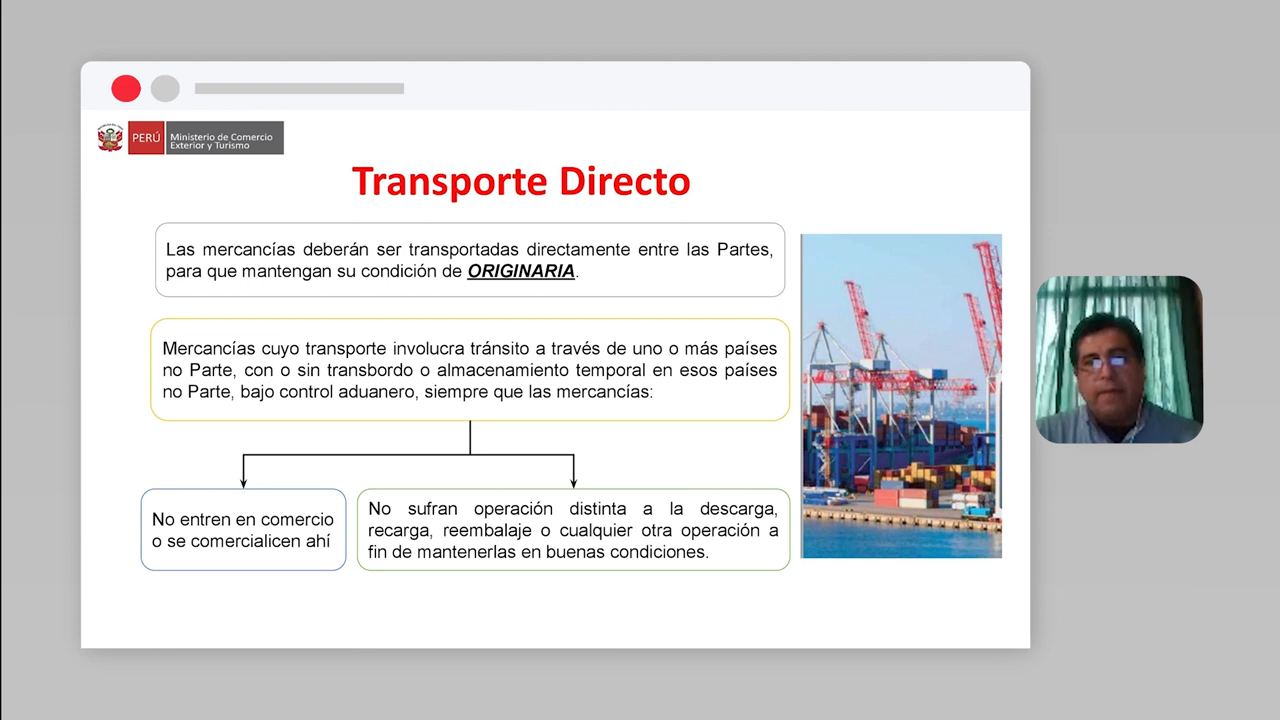 PERÚ
Ministerio de Comercio
Exterior y Turismo
Transporte Directo
Las mercancías deberán ser transportadas directamente entre las Partes,
para que mantengan su condición de ORIGINARIA.
Mercancías cuyo transporte involucra tránsito a través de uno o más países
no Parte, con o sin transbordo o almacenamiento temporal en esos países
no Parte, bajo control aduanero, siempre que las mercancías:
No entren en comercio
o se comercialicen ahí
No sufran operación distinta a la descarga,
recarga, reembalaje o cualquier otra operación a
fin de mantenerlas en buenas condiciones.